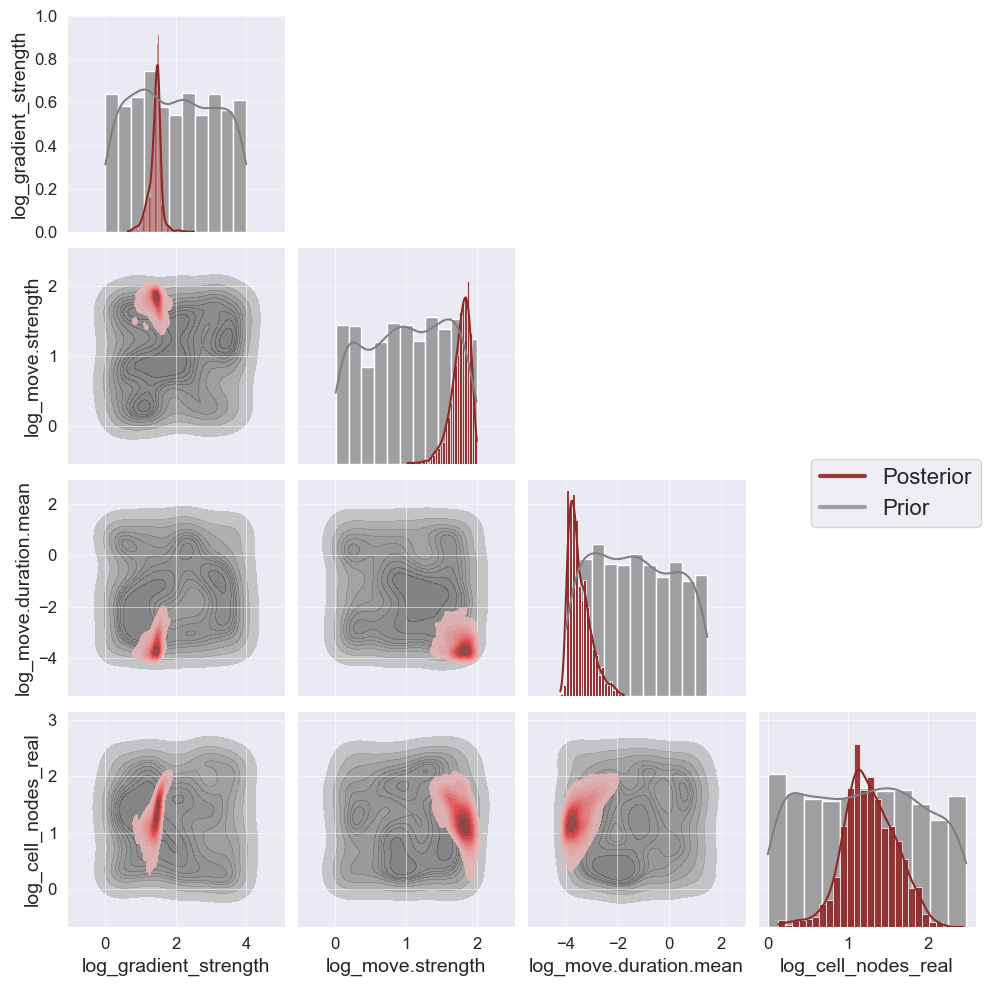 1.0
0.8
0.6
0.4
0.2
0.0
log_gradient_strength
2
1
0
log_move.strength
2
0
−2
−4
log_move.duration.mean
Posterior
Prior
3
2
1
0
log_cell_nodes_real
0 2 4
0 1 2
−4 −2 0 2
0 1 2
log_gradient_strength
log_move.strength
log_move.duration.mean
log_cell_nodes_real